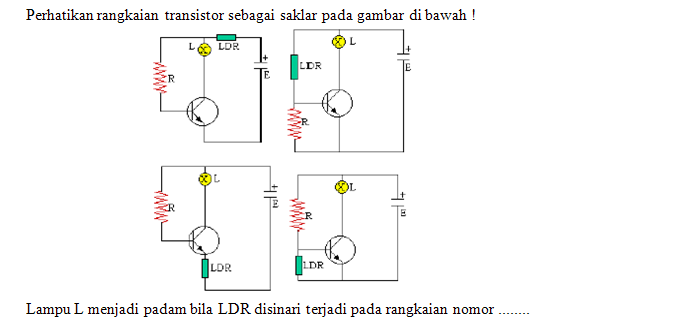 Perhatikan rangkaian transistor sebagai saklar pada gambar di bawah !
L LDR
+
R
E
L
LDR
+
E
R
L
+
R
E
LDR
L
+
R
E
LDR
Lampu L menjadi padam bila LDR disinari terjadi pada rangkaian nomor ........